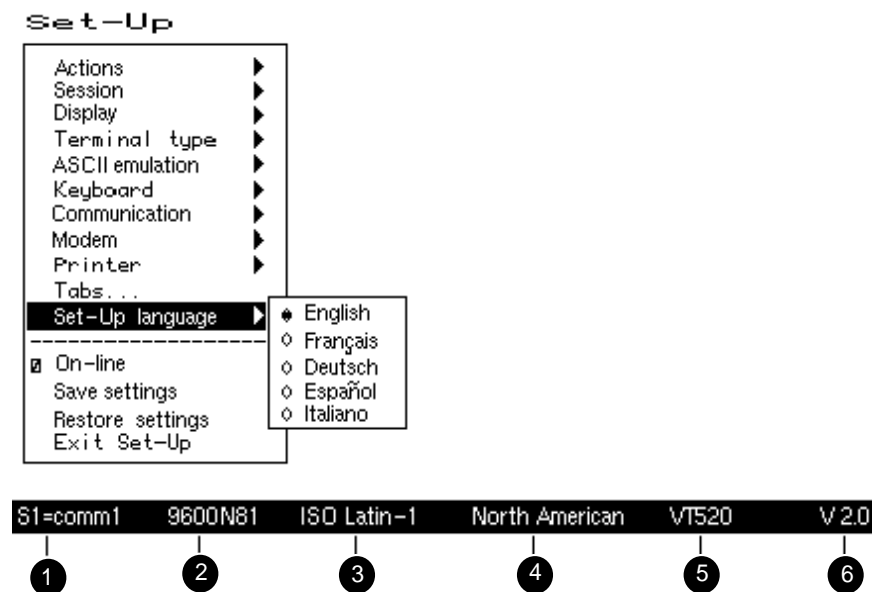 Set-Up
Actions
Session
Display
Terminal type
ASCII emulation
Keyboard
Communication
Modem
Printer
Tabs...
Set-Up language
English
Français
Deutsch
Español
Italiano
On-line
Save settings
Restore settings
Exit Set-Up
S1=comm1 9600N81 ISO Latin-1 North American VT520 V 2.0
1 2 3 4 5 6